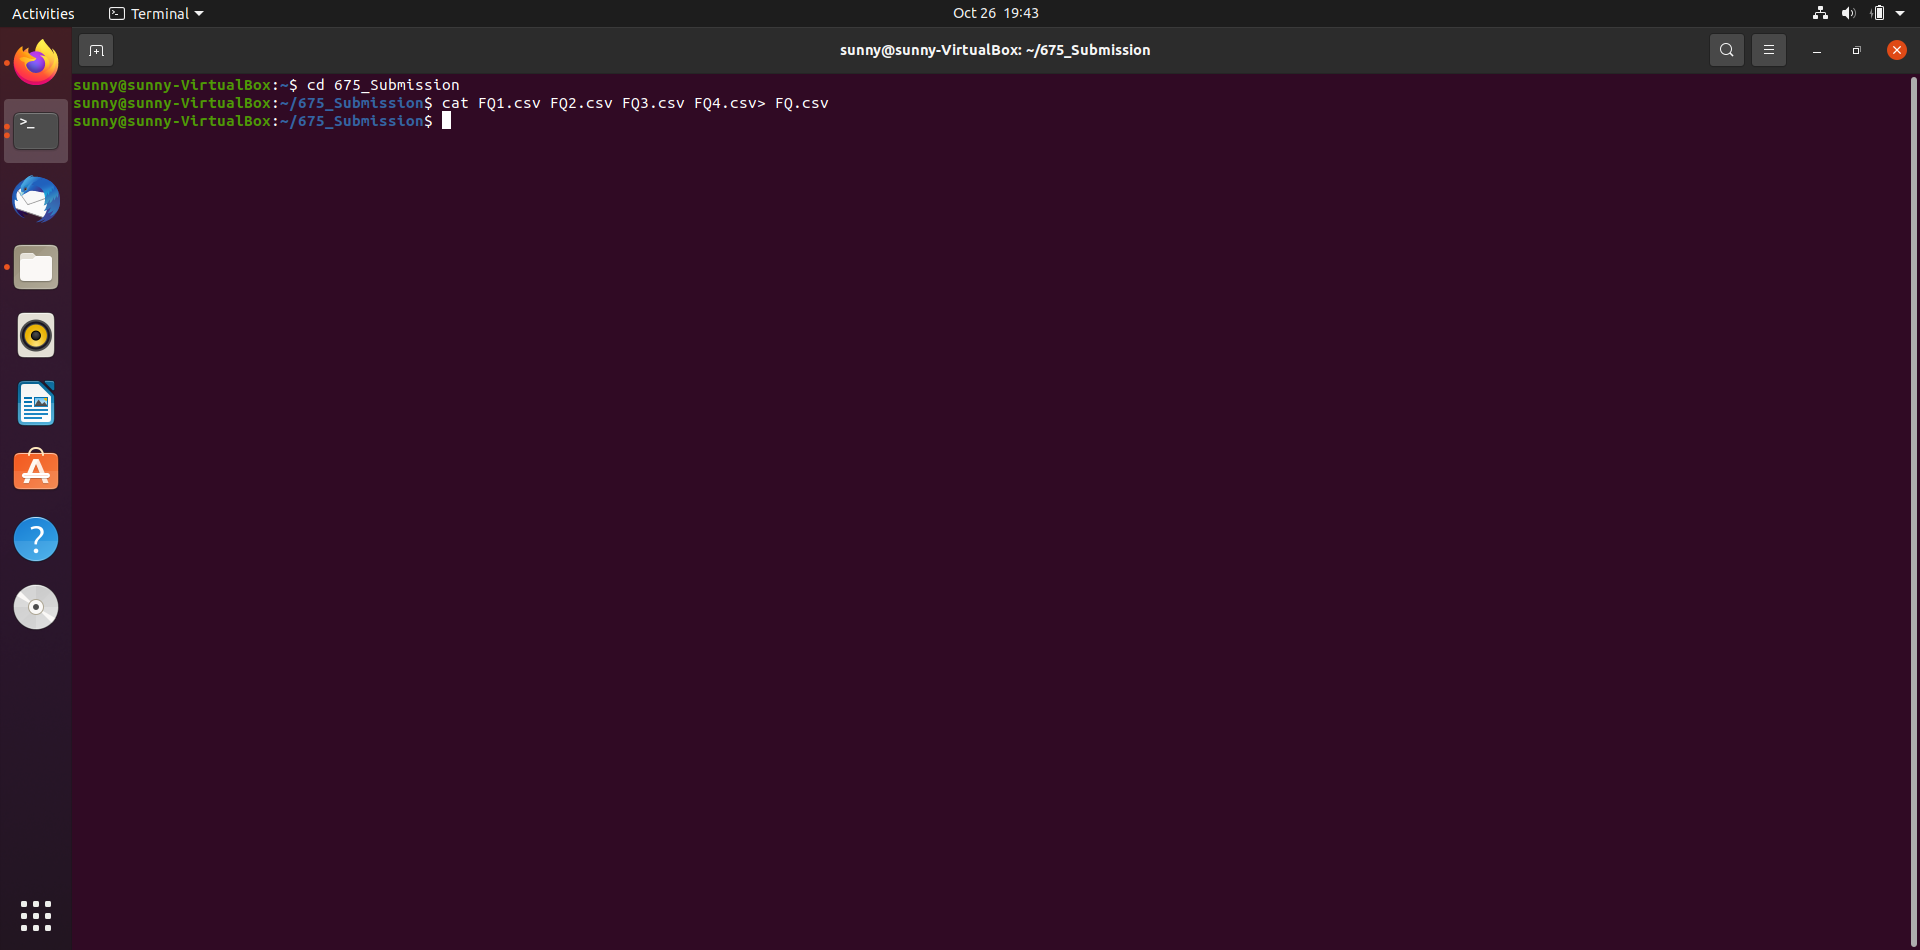 Activities Terminal Oct 26 19:43
sunny@sunny-VirtualBox: ~/675_Submission
sunny@sunny-VirtualBox:~$ cd 675_Submission
sunny@sunny-VirtualBox:~/675_Submission$ cat FQ1.csv FQ2.csv FQ3.csv FQ4.csv> FQ.csv
sunny@sunny-VirtualBox:~/675_Submission$